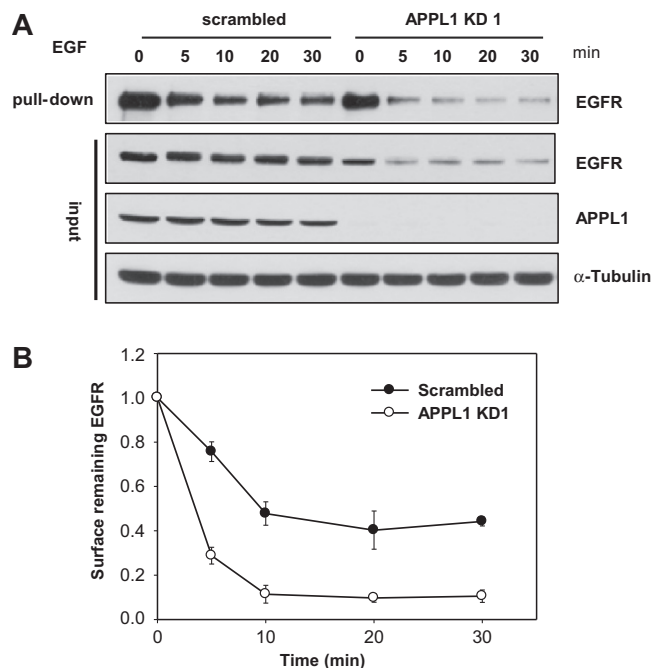 A
scrambled
APPL1 KD 1
EGF
0 5 10 20 30 0 5 10 20 30 min
pull-down
EGFR
input
EGFR
APPL1
α-Tubulin
B
1.2
1.0
0.8
0.6
0.4
0.2
0.0
Surface remaining EGFR
Scrambled
APPL1 KD1
0 10 20 30
Time (min)